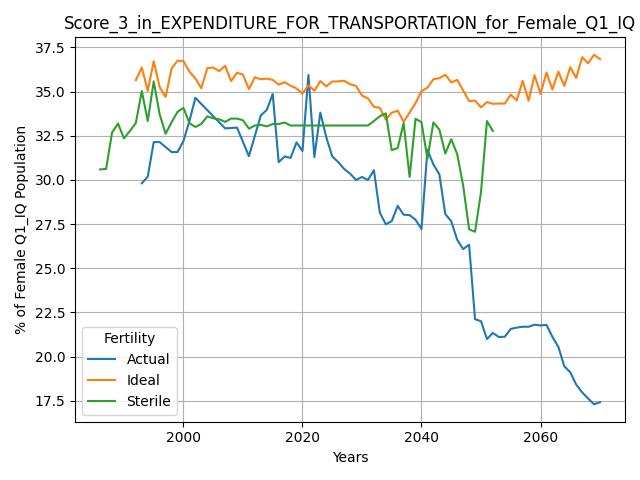 Score_3_in_EXPENDITURE_FOR_TRANSPORTATION_for_Female_Q1_IQ
% of Female Q1_IQ Population
37.5
35.0
32.5
30.0
27.5
25.0
22.5
20.0
17.5
Fertility
Actual
Ideal
Sterile
2000
2020
2040
2060
Years